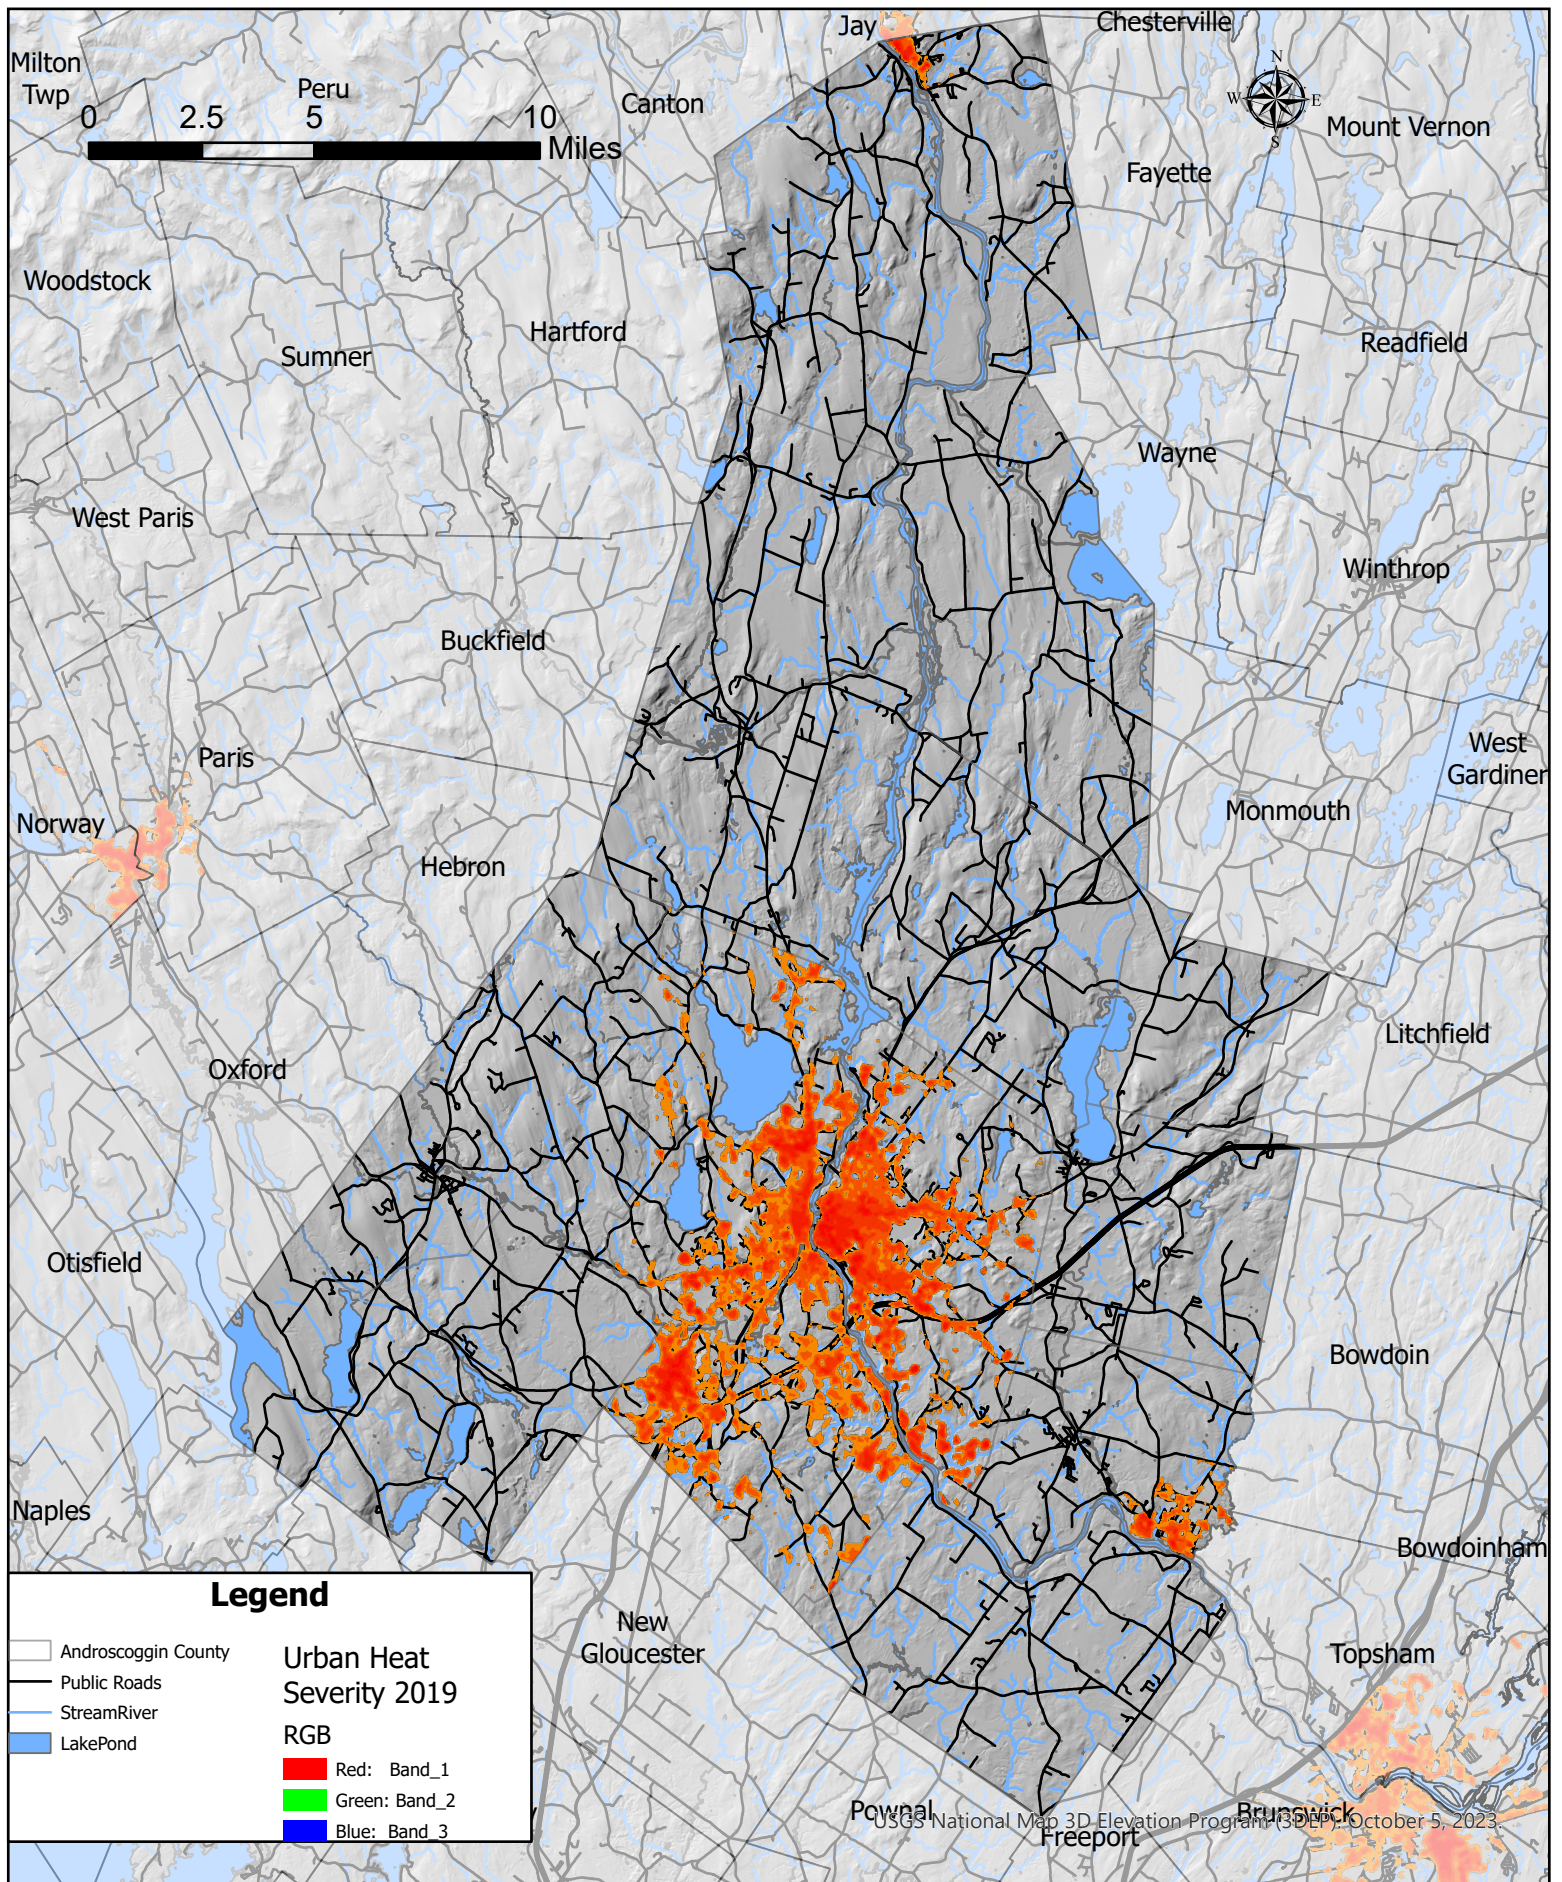 Jay
Chesterville
Milton
Twp
Peru
0 2.5 5 10
Miles
Canton
N
W E
S
Mount Vernon
Fayette
Woodstock
Hartford
Sumner
Readfield
Wayne
West Paris
Winthrop
Buckfield
West
Gardiner
Paris
Norway
Monmouth
Hebron
Litchfield
Oxford
Otisfield
Bowdoin
Naples
Bowdoinham
New
Gloucester
Topsham
Pownal
Brunswick
Freeport
USGS National Map 3D Elevation Program (3DEP). October 5, 2023.
Legend
Androscoggin County
Public Roads
StreamRiver
LakePond
Urban Heat
Severity 2019
RGB
Red: Band_1
Green: Band_2
Blue: Band_3